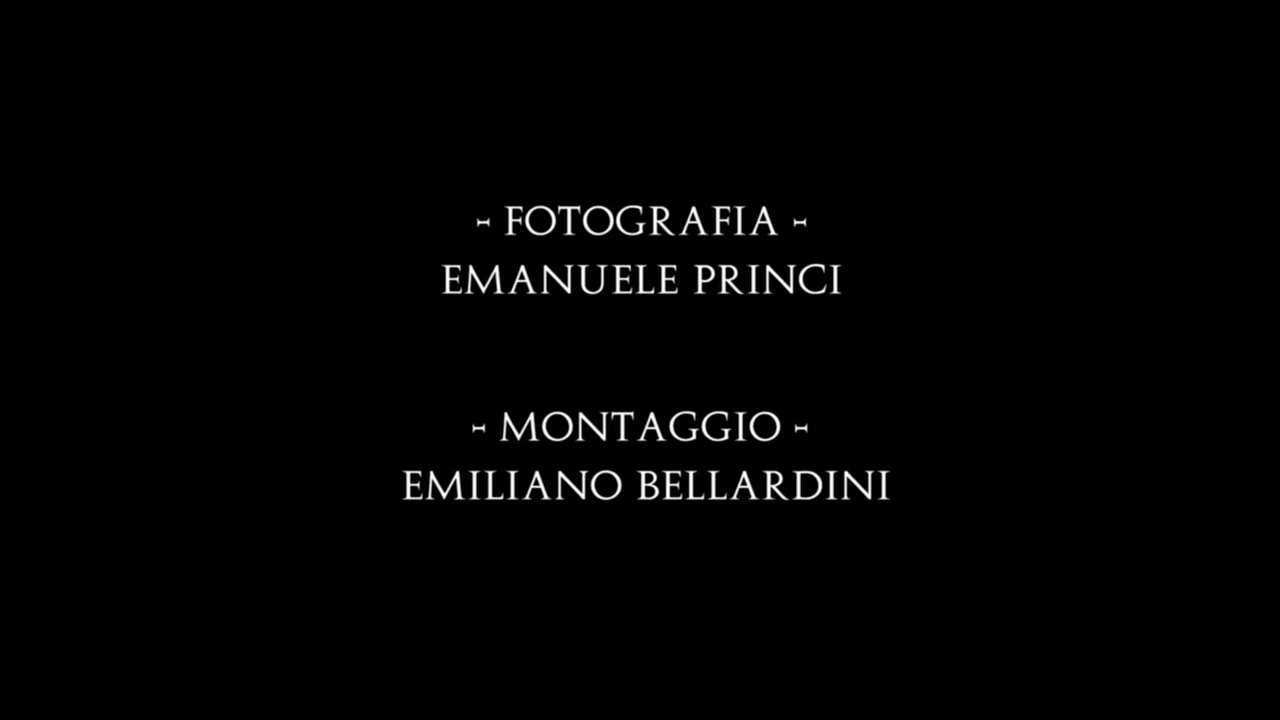 - FOTOGRAFIA -
EMANUELE PRINCI
- MONTAGGIO -
EMILIANO BELLARDINI